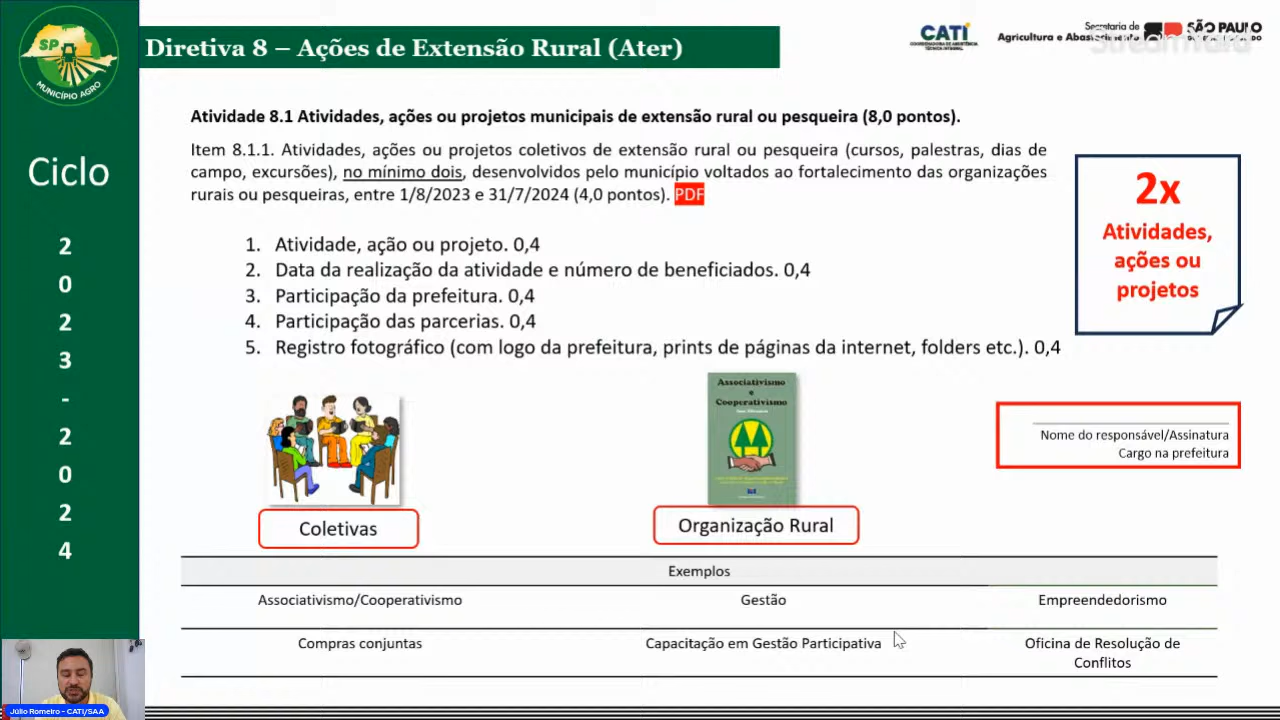 SP
MUNICÍPIO AGRO
Diretiva 8 – Ações de Extensão Rural (Ater)
CATI
COORDENADORIA DE ASSISTÊNCIA
TÉCNICA INTEGRAL
Secretaria de
Agricultura e Abastecimento
SÃO PAULO
Ciclo
2
0
2
3
-
2
0
2
4
Atividade 8.1 Atividades, ações ou projetos municipais de extensão rural ou pesqueira (8,0 pontos).
Item 8.1.1. Atividades, ações ou projetos coletivos de extensão rural ou pesqueira (cursos, palestras, dias de
campo, excursões), no mínimo dois, desenvolvidos pelo município voltados ao fortalecimento das organizações
rurais ou pesqueiras, entre 1/8/2023 e 31/7/2024 (4,0 pontos). PDF
2x
Atividades,
ações ou
projetos
1. Atividade, ação ou projeto. 0,4
2. Data da realização da atividade e número de beneficiados. 0,4
3. Participação da prefeitura. 0,4
4. Participação das parcerias. 0,4
5. Registro fotográfico (com logo da prefeitura, prints de páginas da internet, folders etc.). 0,4
Associativismo
e
Cooperativismo
Nome do responsável/Assinatura
Cargo na prefeitura
Coletivas
Organização Rural
Exemplos
Associativismo/Cooperativismo
Gestão
Empreendedorismo
Compras conjuntas
Capacitação em Gestão Participativa
Oficina de Resolução de
Conflitos
Júlio Romeiro - CATI/SAA